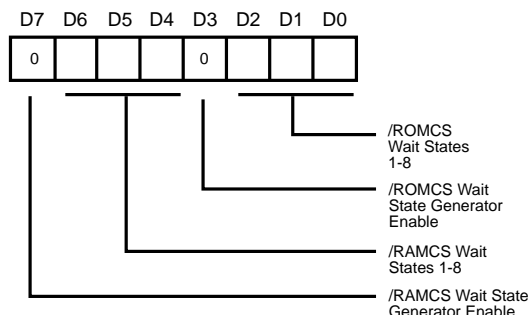 D7 D6 D5 D4 D3 D2 D1 D0
0 0
/ROMCS
Wait States
1-8
/ROMCS Wait
State Generator
Enable
/RAMCS Wait
States 1-8
/RAMCS Wait State
Generator Enable